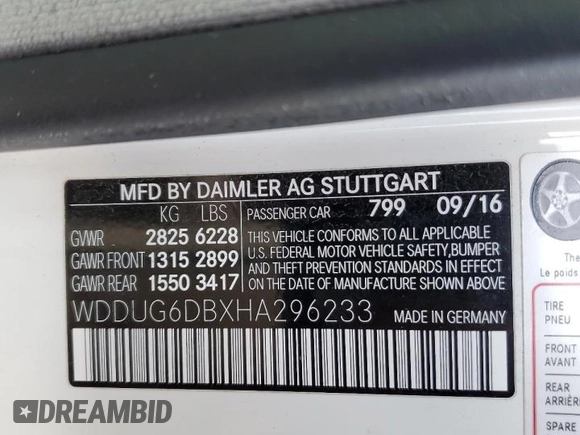 MFD BY DAIMLER AG STUTTGART
KG LBS PASSENGER CAR 799 09/16
GVWR 2825 6228
GAWR FRONT 1315 2899
GAWR REAR 1550 3417
THIS VEHICLE CONFORMS TO ALL APPLICABLE
U.S. FEDERAL MOTOR VEHICLE SAFETY, BUMPER
AND THEFT PREVENTION STANDARDS IN EFFECT
ON THE DATE OF MANUFACTURE SHOWN ABOVE
WDDUG6DBXHA296233 MADE IN GERMANY
The
Le poids
TIRE
PNEU
FRONT
AVANT
REAR
ARRIÈRE
SPARE
DREAMBID